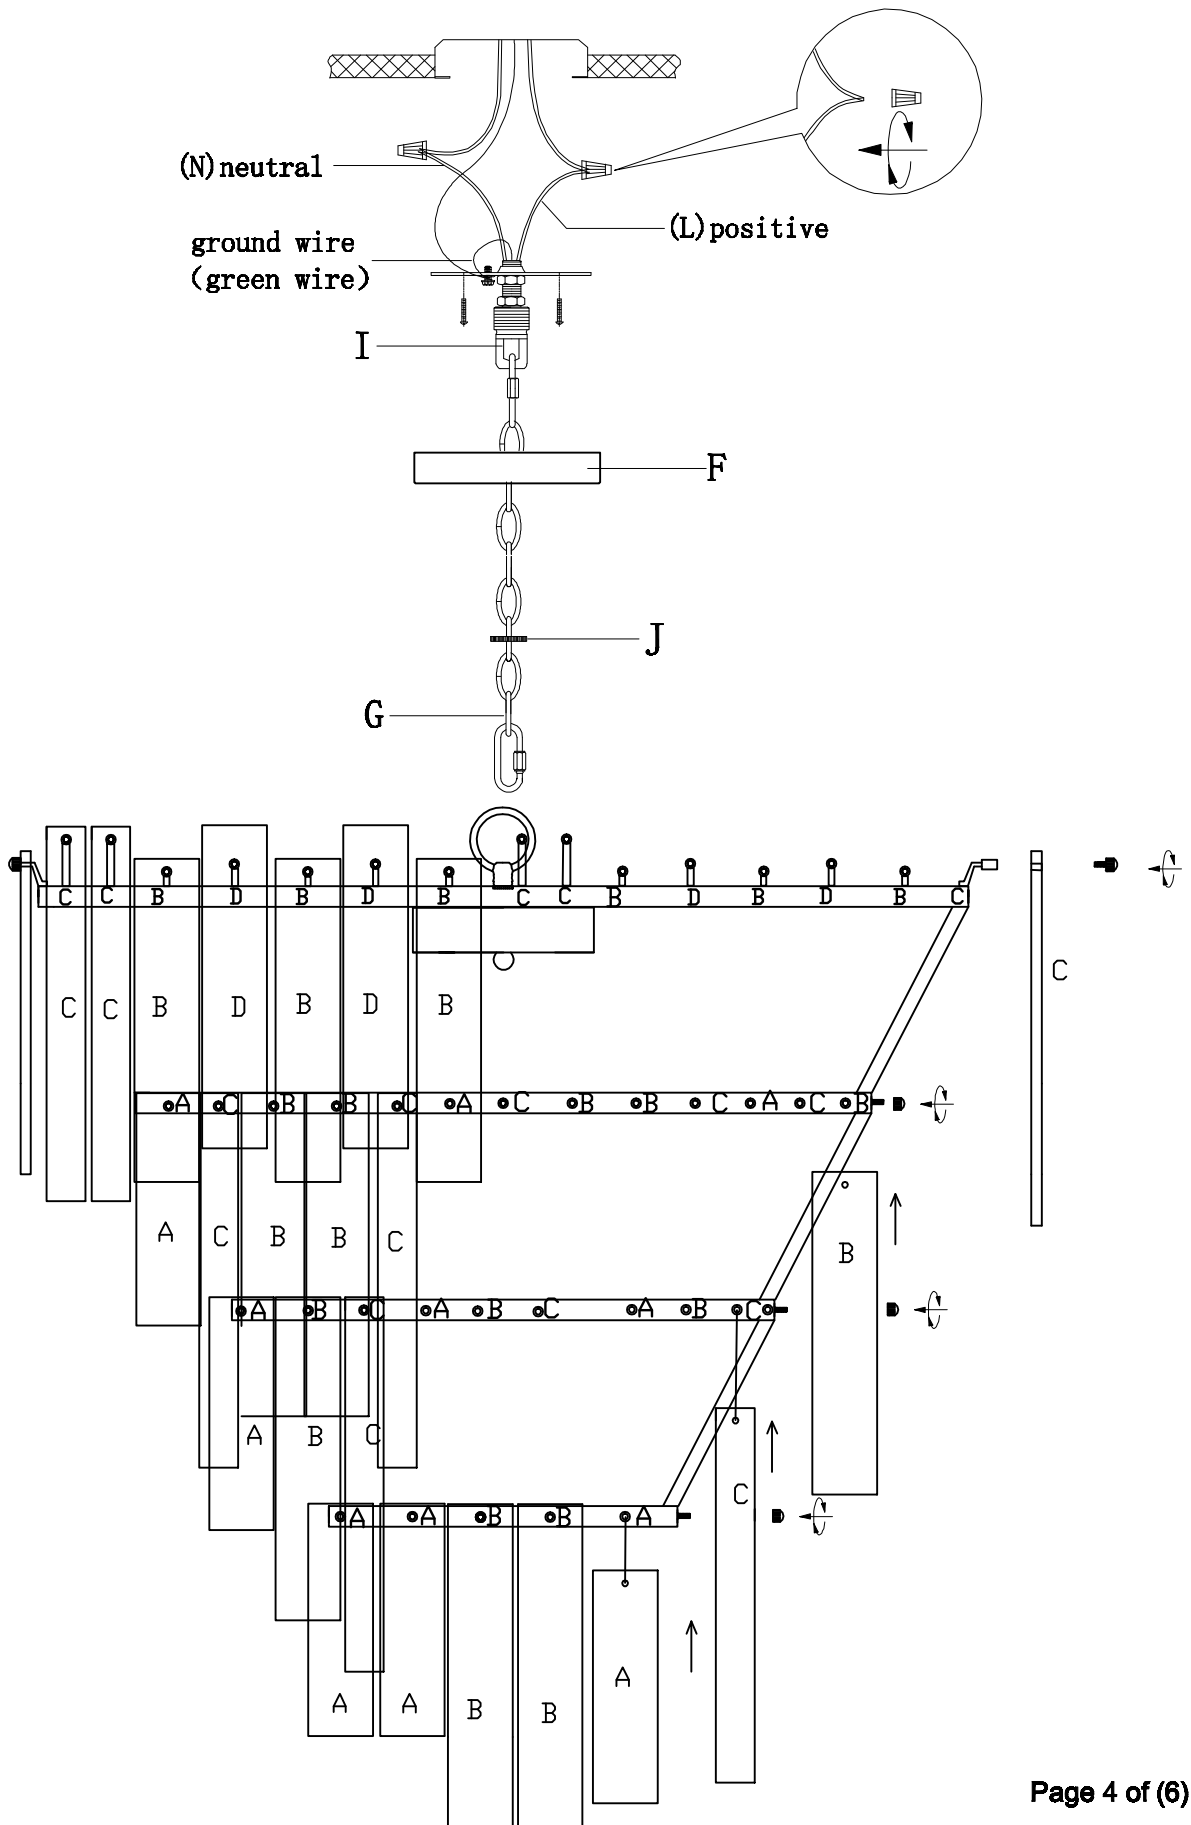 (N)neutral
(L)positive
ground wire
(green wire)
I
F
J
G
C C B D B D B C C B D B D B C
C C B D B D B C
A C B B C A C B B C A C B
A C B B C B
A B C A B C A B C
A B C C
A A B B A
A A B B A
Page 4 of (6)